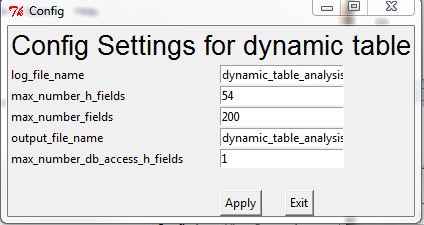 Config
Config Settings for dynamic table
log_file_name dynamic_table_analysis
max_number_h_fields 54
max_number_fields 200
output_file_name dynamic_table_analysis
max_number_db_access_h_fields 1
Apply Exit